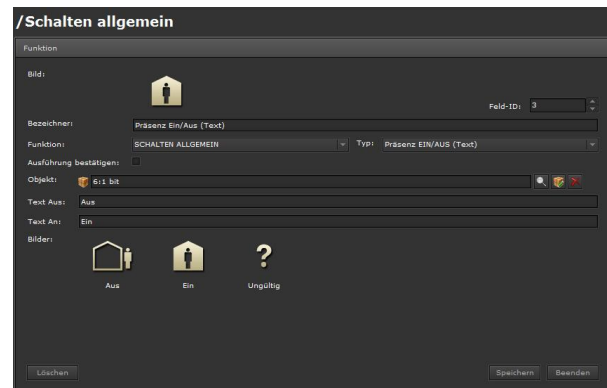 /Schalten allgemein
Funktion
Bild:
Feld-ID: 3
Bezeichner: Präsenz Ein/Aus (Text)
Funktion: SCHALTEN ALLGEMEIN Typ: Präsenz EIN/AUS (Text)
Ausführung bestätigen:
Objekt: 6:1 bit
Text Aus: Aus
Text An: Ein
Bilder:
?
Aus Ein Ungültig
Löschen Speichern Beenden